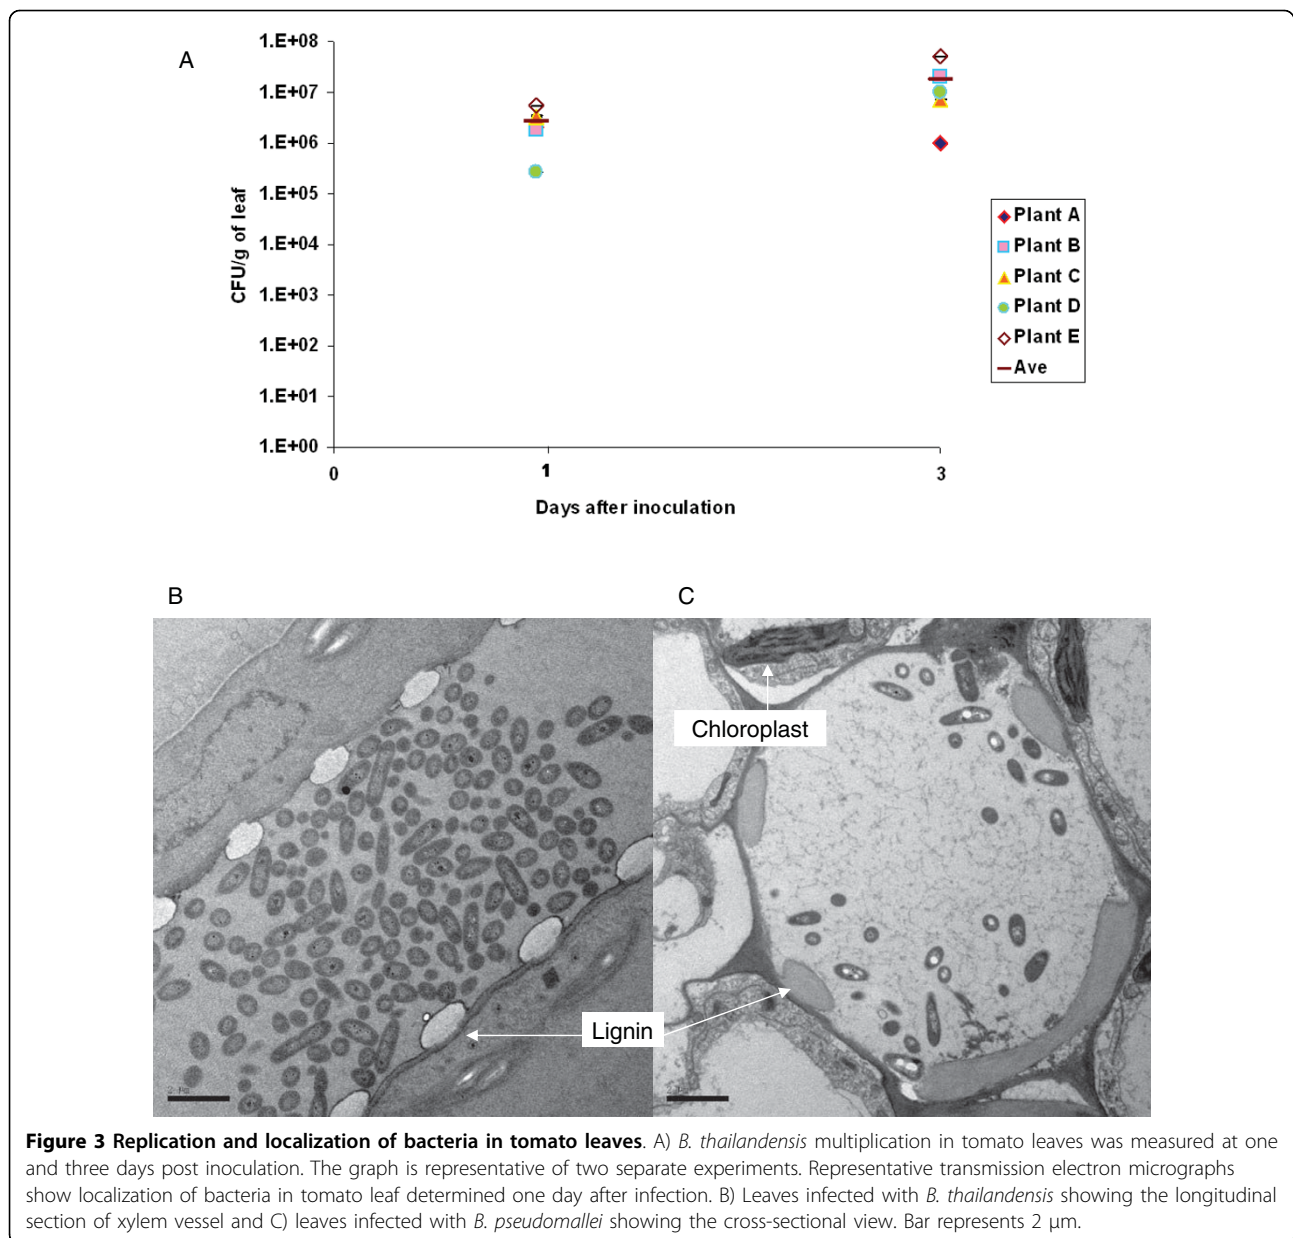 A
1.E+08
1.E+07
1.E+06
1.E+05
1.E+04
1.E+03
1.E+02
1.E+01
1.E+00
CFU/g of leaf
0 1 3
Days after inoculation
Plant A
Plant B
Plant C
Plant D
Plant E
Ave
B C
Chloroplast
Lignin
Figure 3 Replication and localization of bacteria in tomato leaves. A) B. thailandensis multiplication in tomato leaves was measured at one
and three days post inoculation. The graph is representative of two separate experiments. Representative transmission electron micrographs
show localization of bacteria in tomato leaf determined one day after infection. B) Leaves infected with B. thailandensis showing the longitudinal
section of xylem vessel and C) leaves infected with B. pseudomallei showing the cross-sectional view. Bar represents 2 μm.